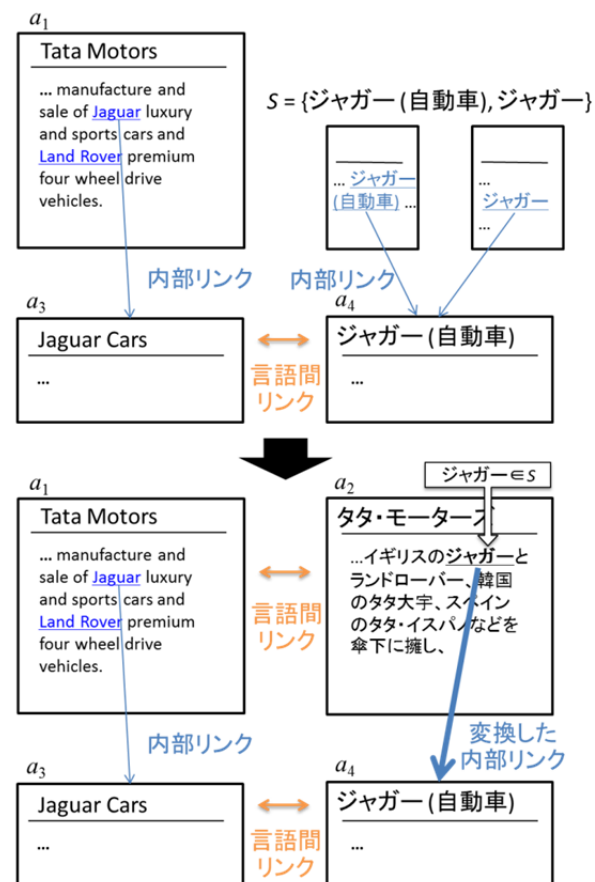 a1
Tata Motors
... manufacture and
sale of Jaguar luxury
and sports cars and
Land Rover premium
four wheel drive
vehicles.
S = {ジャガー (自動車), ジャガー}
... ジャガー
(自動車) ...
...
ジャガー
...
内部リンク
内部リンク
a3
Jaguar Cars
...
言語間
リンク
a4
ジャガー (自動車)
...
a1
Tata Motors
... manufacture and
sale of Jaguar luxury
and sports cars and
Land Rover premium
four wheel drive
vehicles.
言語間
リンク
a2
ジャガー∈S
タタ・モーターズ
...イギリスのジャガーと
ランドローバー、韓国
のタタ大宇、スペイン
のタタ・イスパノなどを
傘下に擁し、
内部リンク
変換した
内部リンク
a3
Jaguar Cars
...
言語間
リンク
a4
ジャガー (自動車)
...